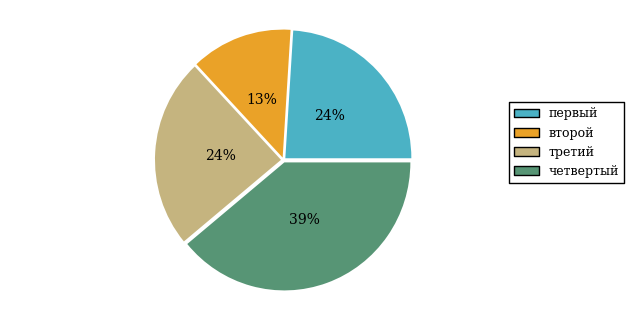 24%
13%
24%
39%
первый
второй
третий
четвертый